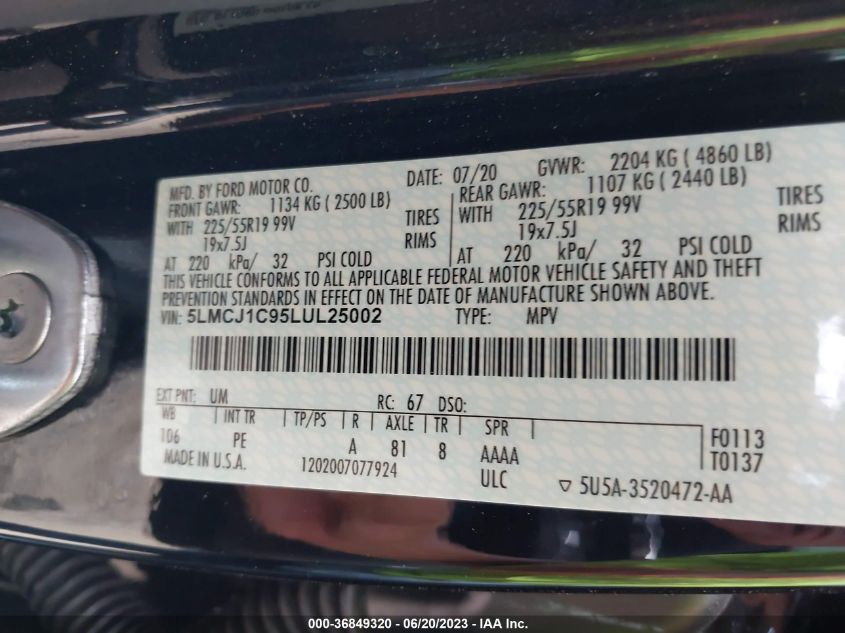 MFD. BY FORD MOTOR CO.
DATE: 07/20 GVWR: 2204 KG ( 4860 LB)
FRONT GAWR: 1134 KG ( 2500 LB)
REAR GAWR: 1107 KG ( 2440 LB)
WITH 225/55R19 99V TIRES
WITH 225/55R19 99V TIRES
19x7.5J RIMS
19x7.5J RIMS
AT 220 kPa/ 32 PSI COLD
AT 220 kPa/ 32 PSI COLD
THIS VEHICLE CONFORMS TO ALL APPLICABLE FEDERAL MOTOR VEHICLE SAFETY AND THEFT
PREVENTION STANDARDS IN EFFECT ON THE DATE OF MANUFACTURE SHOWN ABOVE.
VIN: 5LMCJ1C95LUL25002 TYPE: MPV
EXT PNT: UM RC: 67 DSO:
WB INT TR TP/PS R AXLE TR SPR
106 PE A 81 8 AAAA
F0113
T0137
MADE IN U.S.A. 1202007077924 ULC
▽ 5U5A-3520472-AA
000-36849320 / 06/20/2023 - IAAI.com